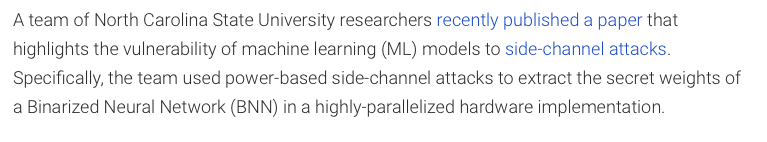 A team of North Carolina State University researchers recently published a paper that
highlights the vulnerability of machine learning (ML) models to side-channel attacks.
Specifically, the team used power-based side-channel attacks to extract the secret weights of
a Binarized Neural Network (BNN) in a highly-parallelized hardware implementation.